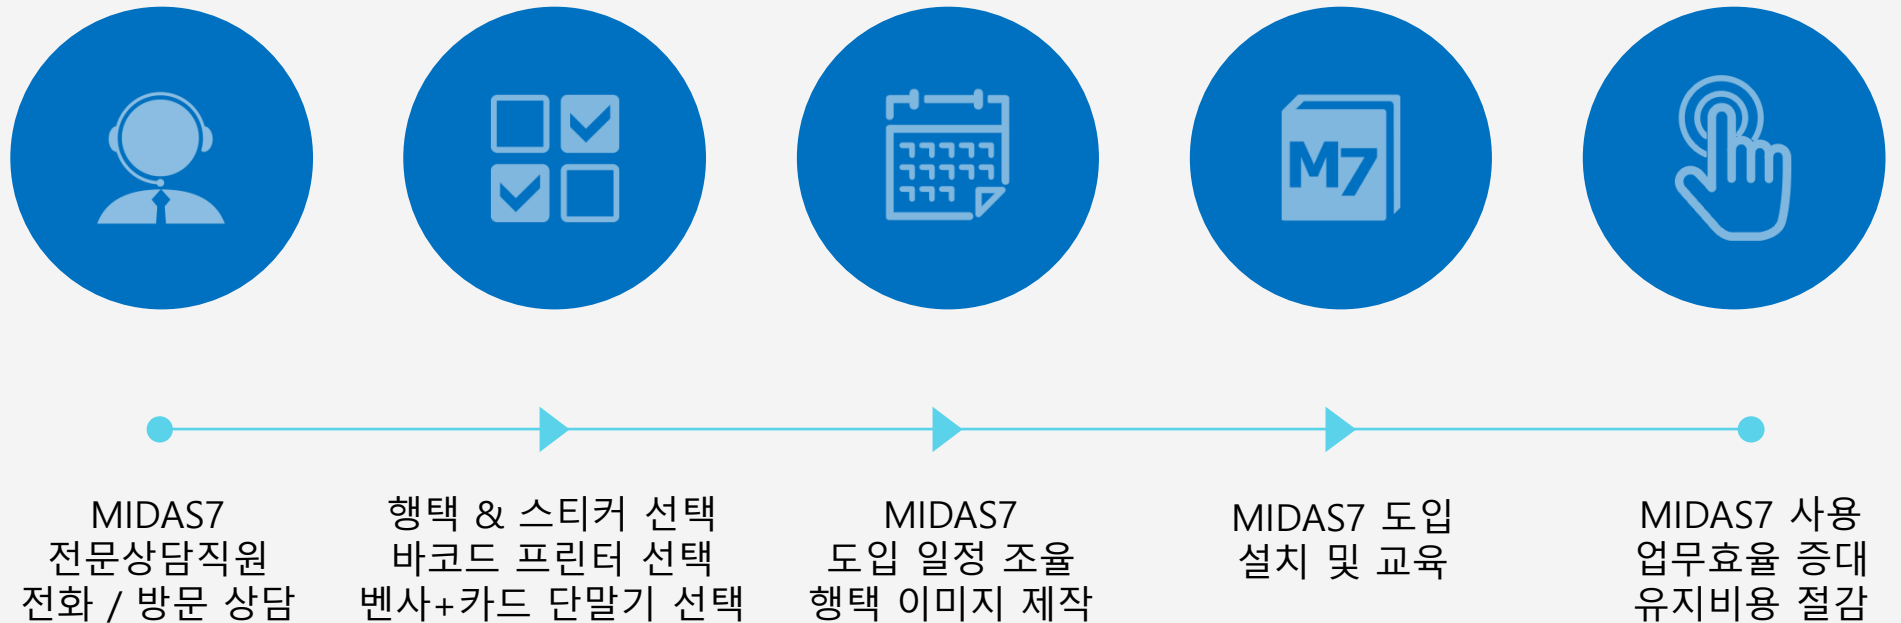 M7
MIDAS7
전문상담직원
전화 / 방문 상담
행택 & 스티커 선택
바코드 프린터 선택
벤사+카드 단말기 선택
MIDAS7
도입 일정 조율
행택 이미지 제작
MIDAS7 도입
설치 및 교육
MIDAS7 사용
업무효율 증대
유지비용 절감